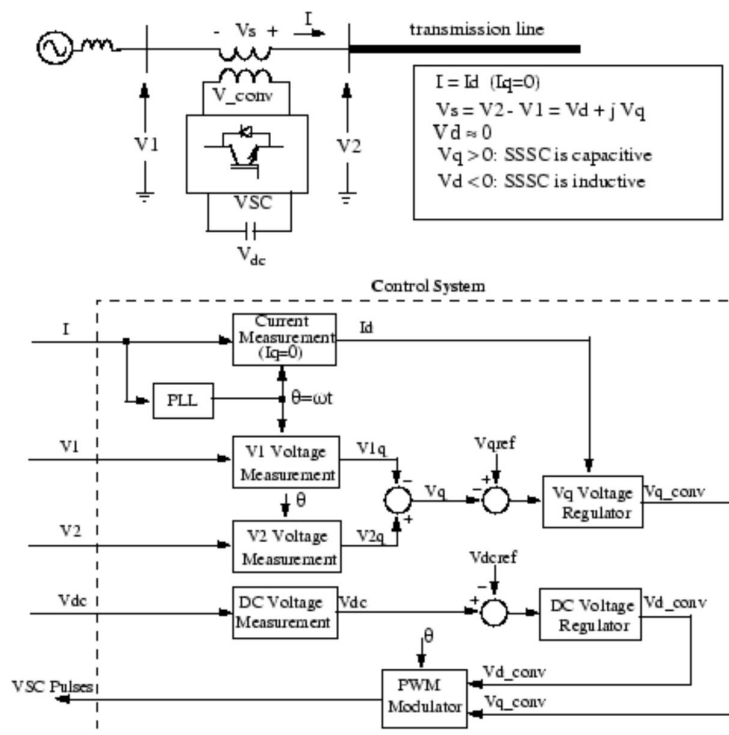 I
- Vs +
transmission line
V_conv
V1
V2
VSC
Vdc
I = Id (Iq=0)
Vs = V2 - V1 = Vd + j Vq
Vd ≈ 0
Vq > 0: SSSC is capacitive
Vd < 0: SSSC is inductive
Control System
I
Current
Measurement
(Iq=0)
Id
PLL
θ=ωt
V1
V1 Voltage
Measurement
V1q
−
Vqref
θ
Vq
− +
Vq Voltage
Regulator
Vq_conv
V2
V2 Voltage
Measurement
V2q
+
Vdcref
Vdc
DC Voltage
Measurement
Vdc
+ −
DC Voltage
Regulator
Vd_conv
θ
VSC Pulses
PWM
Modulator
Vd_conv
Vq_conv